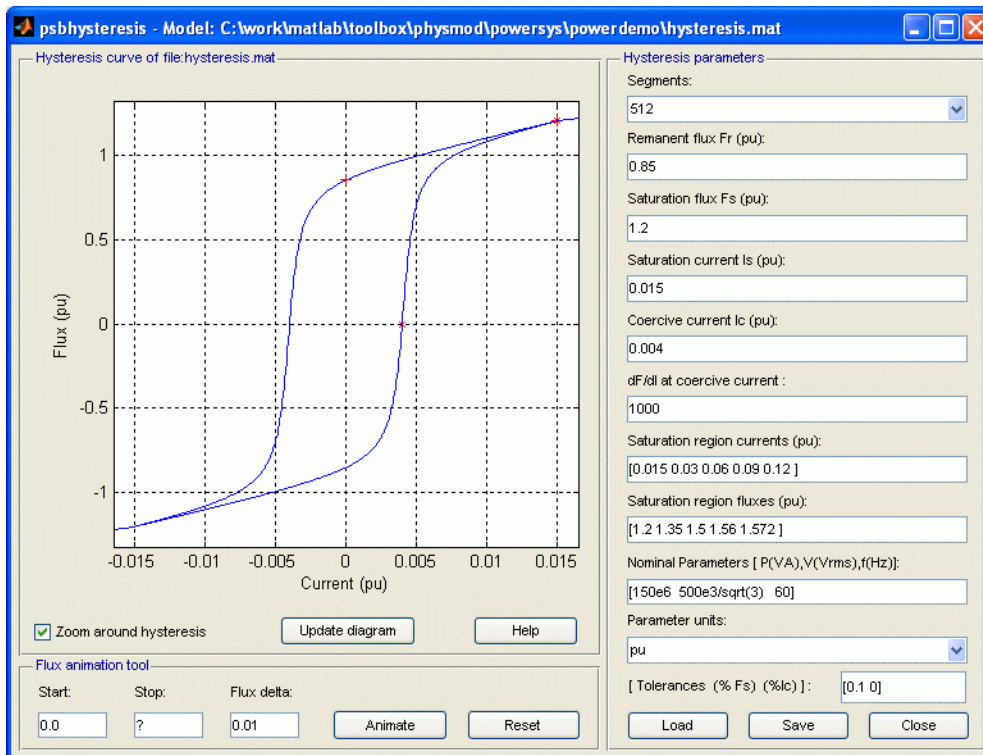 psbhysteresis - Model: C:\work\matlab\toolbox\physmod\powersys\powerdemo\hysteresis.mat
Hysteresis curve of file:hysteresis.mat
1
0.5
0
-0.5
-1
Flux (pu)
-0.015 -0.01 -0.005 0 0.005 0.01 0.015
Current (pu)
Zoom around hysteresis
Update diagram
Help
Flux animation tool
Start: Stop: Flux delta:
0.0 ? 0.01 Animate Reset
Hysteresis parameters
Segments:
512
Remanent flux Fr (pu):
0.85
Saturation flux Fs (pu):
1.2
Saturation current Is (pu):
0.015
Coercive current Ic (pu):
0.004
dF/dI at coercive current :
1000
Saturation region currents (pu):
[0.015 0.03 0.06 0.09 0.12 ]
Saturation region fluxes (pu):
[1.2 1.35 1.5 1.56 1.572 ]
Nominal Parameters [ P(VA),V(Vrms),f(Hz)]:
[150e6 500e3/sqrt(3) 60]
Parameter units:
pu
[ Tolerances (% Fs) (%Ic) ] : [0.1 0]
Load Save Close